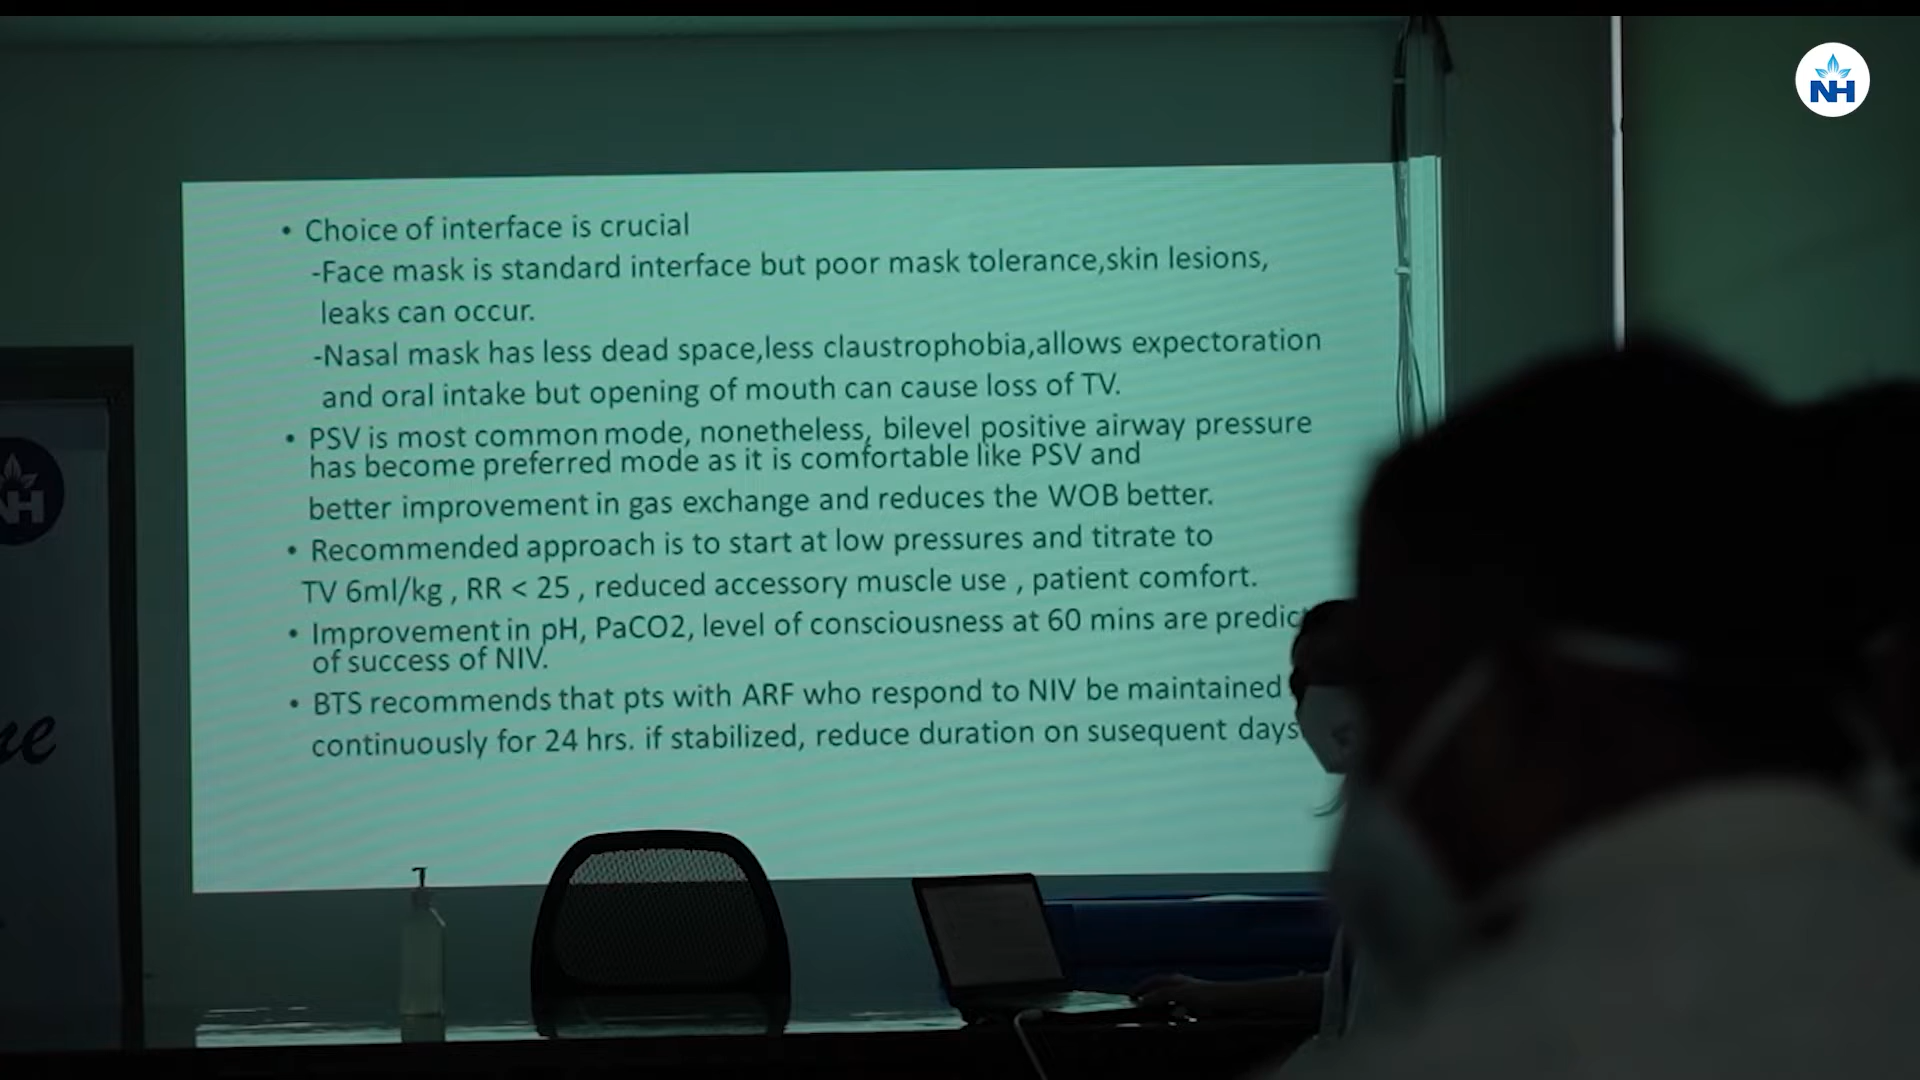 NH
• Choice of interface is crucial
-Face mask is standard interface but poor mask tolerance,skin lesions,
leaks can occur.
-Nasal mask has less dead space,less claustrophobia,allows expectoration
and oral intake but opening of mouth can cause loss of TV.
• PSV is most common mode, nonetheless, bilevel positive airway pressure
has become preferred mode as it is comfortable like PSV and
better improvement in gas exchange and reduces the WOB better.
• Recommended approach is to start at low pressures and titrate to
TV 6ml/kg , RR < 25 , reduced accessory muscle use , patient comfort.
• Improvement in pH, PaCO2, level of consciousness at 60 mins are predic
of success of NIV.
• BTS recommends that pts with ARF who respond to NIV be maintained
continuously for 24 hrs. if stabilized, reduce duration on susequent days
NH